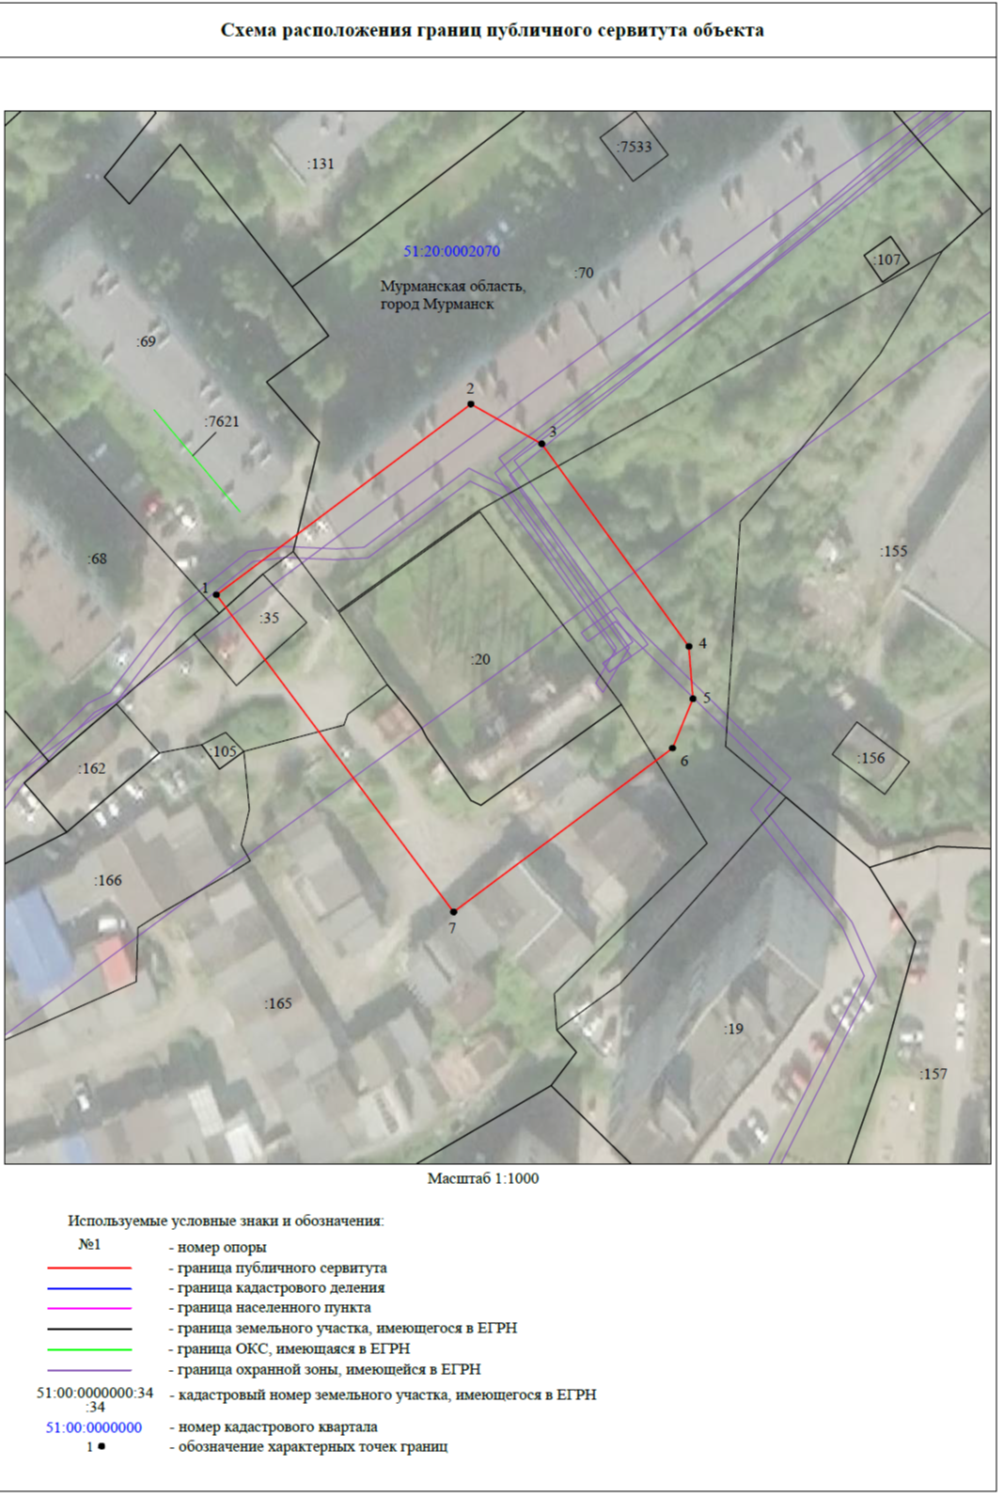 Схема расположения границ публичного сервитута объекта
:131
:7533
51:20:0002070
:70
:107
Мурманская область,
город Мурманск
:69
2
:7621
3
:68
:155
1
:35
4
:20
5
:105
6
:156
:162
:166
7
:165
:19
:157
Масштаб 1:1000
Используемые условные знаки и обозначения:
№1 - номер опоры
- граница публичного сервитута
- граница кадастрового деления
- граница населенного пункта
- граница земельного участка, имеющегося в ЕГРН
- граница ОКС, имеющаяся в ЕГРН
- граница охранной зоны, имеющейся в ЕГРН
51:00:0000000:34 - кадастровый номер земельного участка, имеющегося в ЕГРН
:34
51:00:0000000 - номер кадастрового квартала
1 - обозначение характерных точек границ